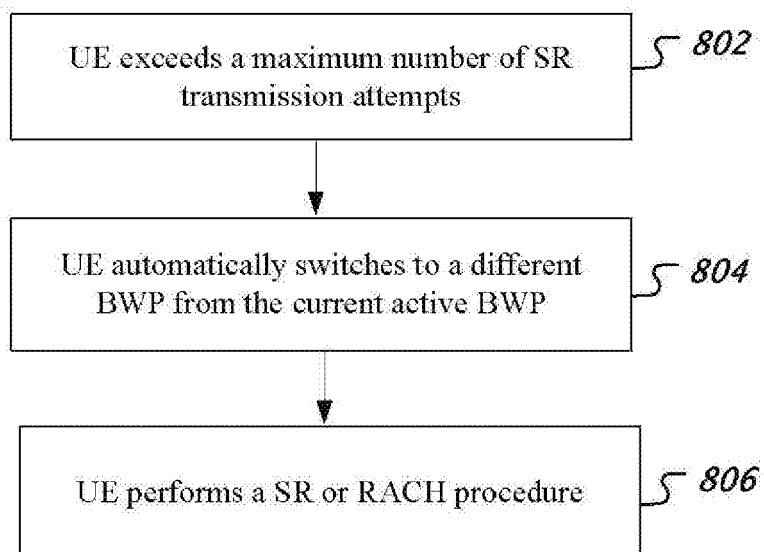 UE exceeds a maximum number of SR
transmission attempts
802
UE automatically switches to a different
BWP from the current active BWP
804
UE performs a SR or RACH procedure
806